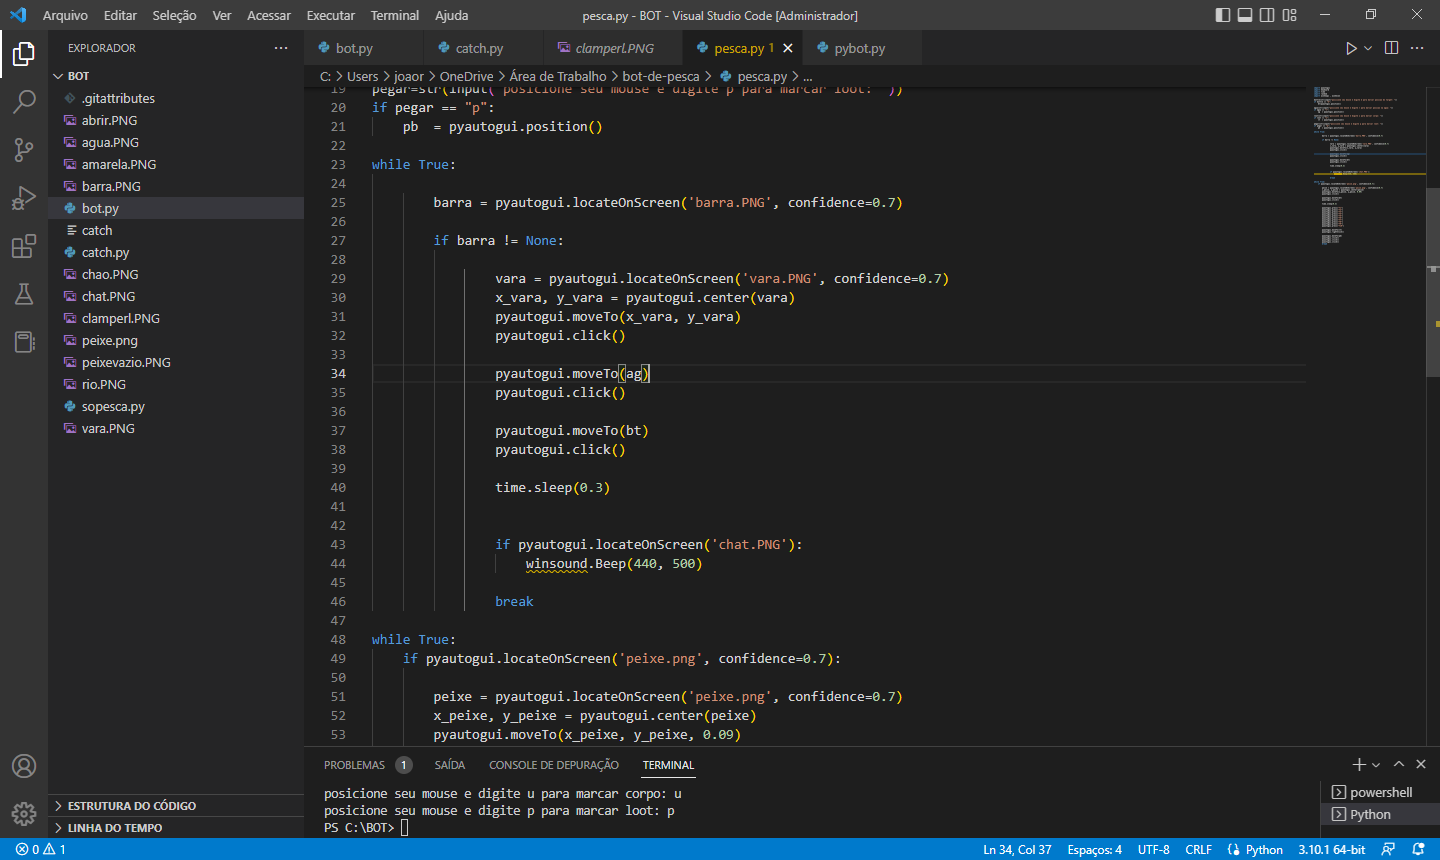 Arquivo Editar Seleção Ver Acessar Executar Terminal Ajuda pesca.py - BOT - Visual Studio Code [Administrador]
EXPLORADOR ···
bot.py catch.py clamperl.PNG pesca.py 1 pybot.py
C: > Users > joaor > OneDrive > Área de Trabalho > bot-de-pesca > pesca.py > ...
BOT
.gitattributes
abrir.PNG
agua.PNG
amarela.PNG
barra.PNG
bot.py
catch
catch.py
chao.PNG
chat.PNG
clamperl.PNG
peixe.png
peixevazio.PNG
rio.PNG
sopesca.py
vara.PNG
ESTRUTURA DO CÓDIGO
LINHA DO TEMPO
19 pegar=str(input( posicione seu mouse e digite p para marcar loot: ))
20 if pegar == "p":
21 pb = pyautogui.position()
22
23 while True:
24
25 barra = pyautogui.locateOnScreen('barra.PNG', confidence=0.7)
26
27 if barra != None:
28
29 vara = pyautogui.locateOnScreen('vara.PNG', confidence=0.7)
30 x_vara, y_vara = pyautogui.center(vara)
31 pyautogui.moveTo(x_vara, y_vara)
32 pyautogui.click()
33
34 pyautogui.moveTo(ag)
35 pyautogui.click()
36
37 pyautogui.moveTo(bt)
38 pyautogui.click()
39
40 time.sleep(0.3)
41
42
43 if pyautogui.locateOnScreen('chat.PNG'):
44 winsound.Beep(440, 500)
45
46 break
47
48 while True:
49 if pyautogui.locateOnScreen('peixe.png', confidence=0.7):
50
51 peixe = pyautogui.locateOnScreen('peixe.png', confidence=0.7)
52 x_peixe, y_peixe = pyautogui.center(peixe)
53 pyautogui.moveTo(x_peixe, y_peixe, 0.09)
PROBLEMAS 1 SAÍDA CONSOLE DE DEPURAÇÃO TERMINAL
posicione seu mouse e digite u para marcar corpo: u
posicione seu mouse e digite p para marcar loot: p
PS C:\BOT>
powershell
Python
0 1 Ln 34, Col 37 Espaços: 4 UTF-8 CRLF Python 3.10.1 64-bit